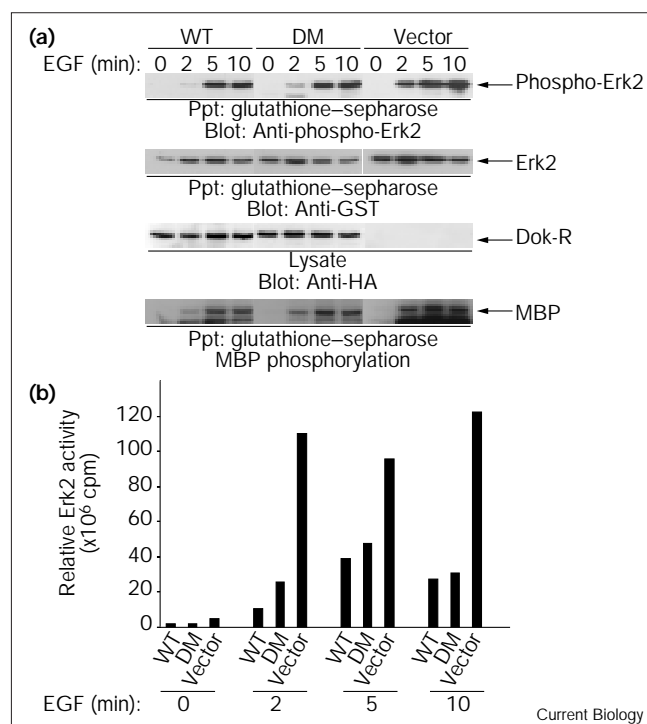 (a)
WT DM Vector
EGF (min): 0 2 5 10 0 2 5 10 0 2 5 10
Phospho-Erk2
Ppt: glutathione–sepharose
Blot: Anti-phospho-Erk2
Erk2
Ppt: glutathione–sepharose
Blot: Anti-GST
Dok-R
Lysate
Blot: Anti-HA
MBP
Ppt: glutathione–sepharose
MBP phosphorylation
(b)
Relative Erk2 activity
(x10⁶ cpm)
120
100
80
60
40
20
0
WT DM Vector WT DM Vector WT DM Vector WT DM Vector
EGF (min): 0 2 5 10
Current Biology